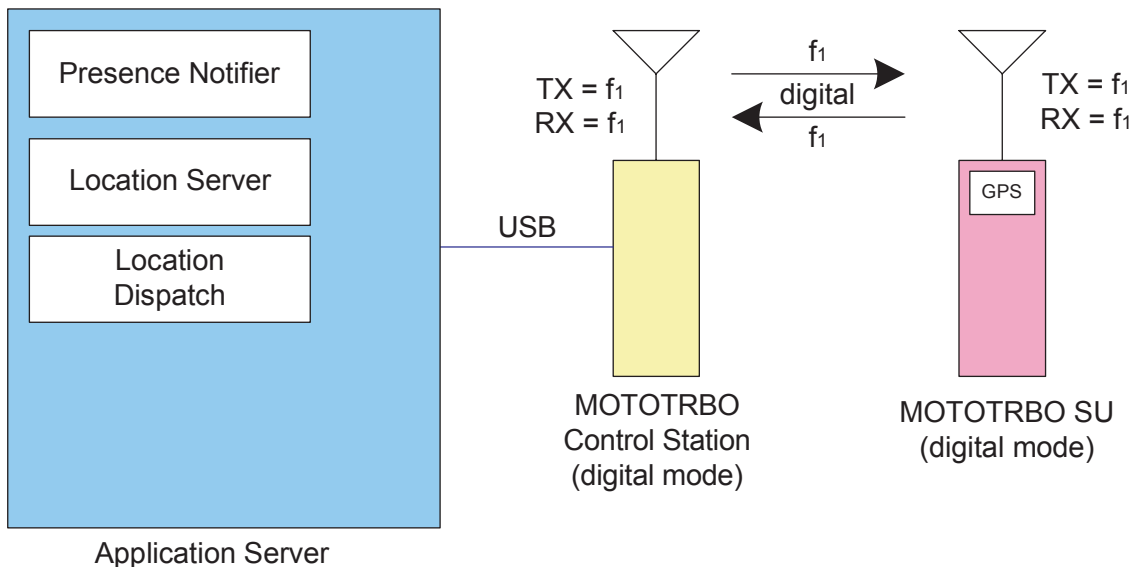 Presence Notifier
Location Server
Location
Dispatch
Application Server
USB
TX = f1
RX = f1
MOTOTRBO
Control Station
(digital mode)
f1
digital
f1
TX = f1
RX = f1
GPS
MOTOTRBO SU
(digital mode)